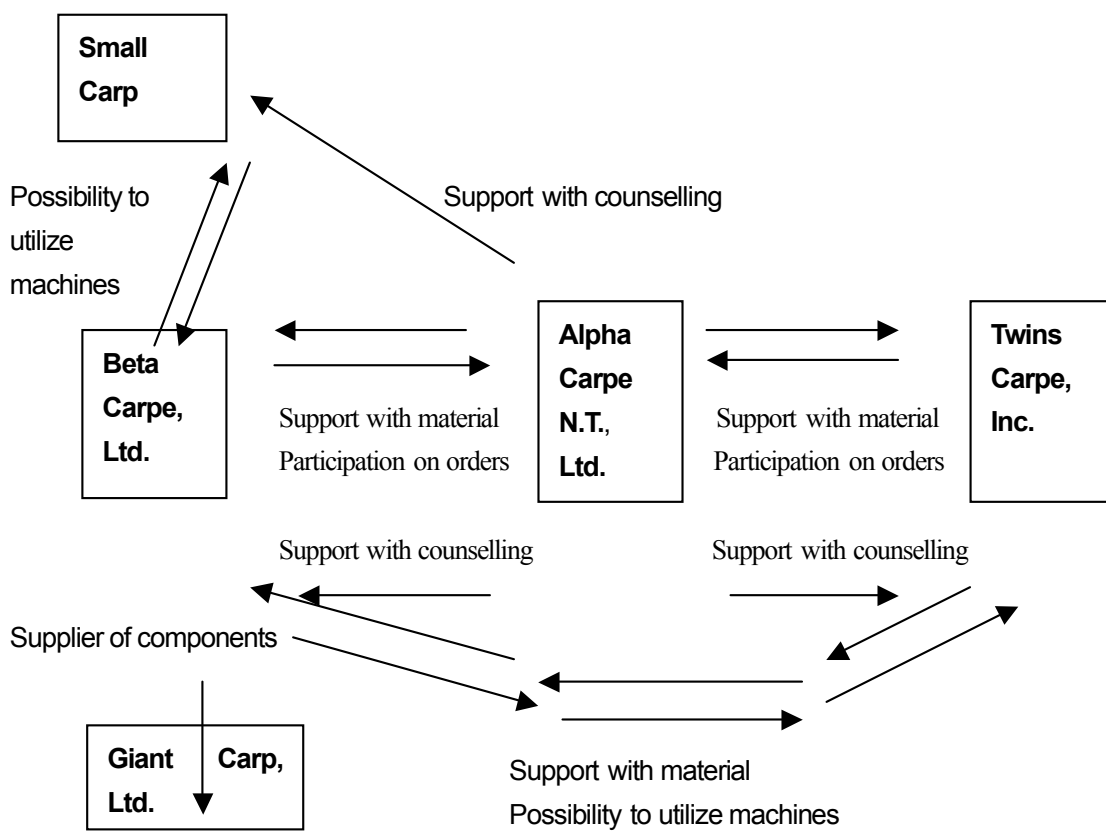 Small
Carp
Possibility to
utilize
machines
Support with counselling
Beta
Carpe,
Ltd.
Support with material
Participation on orders
Alpha
Carpe
N.T.,
Ltd.
Support with material
Participation on orders
Twins
Carpe,
Inc.
Support with counselling
Support with counselling
Supplier of components
Giant Carp,
Ltd.
Support with material
Possibility to utilize machines